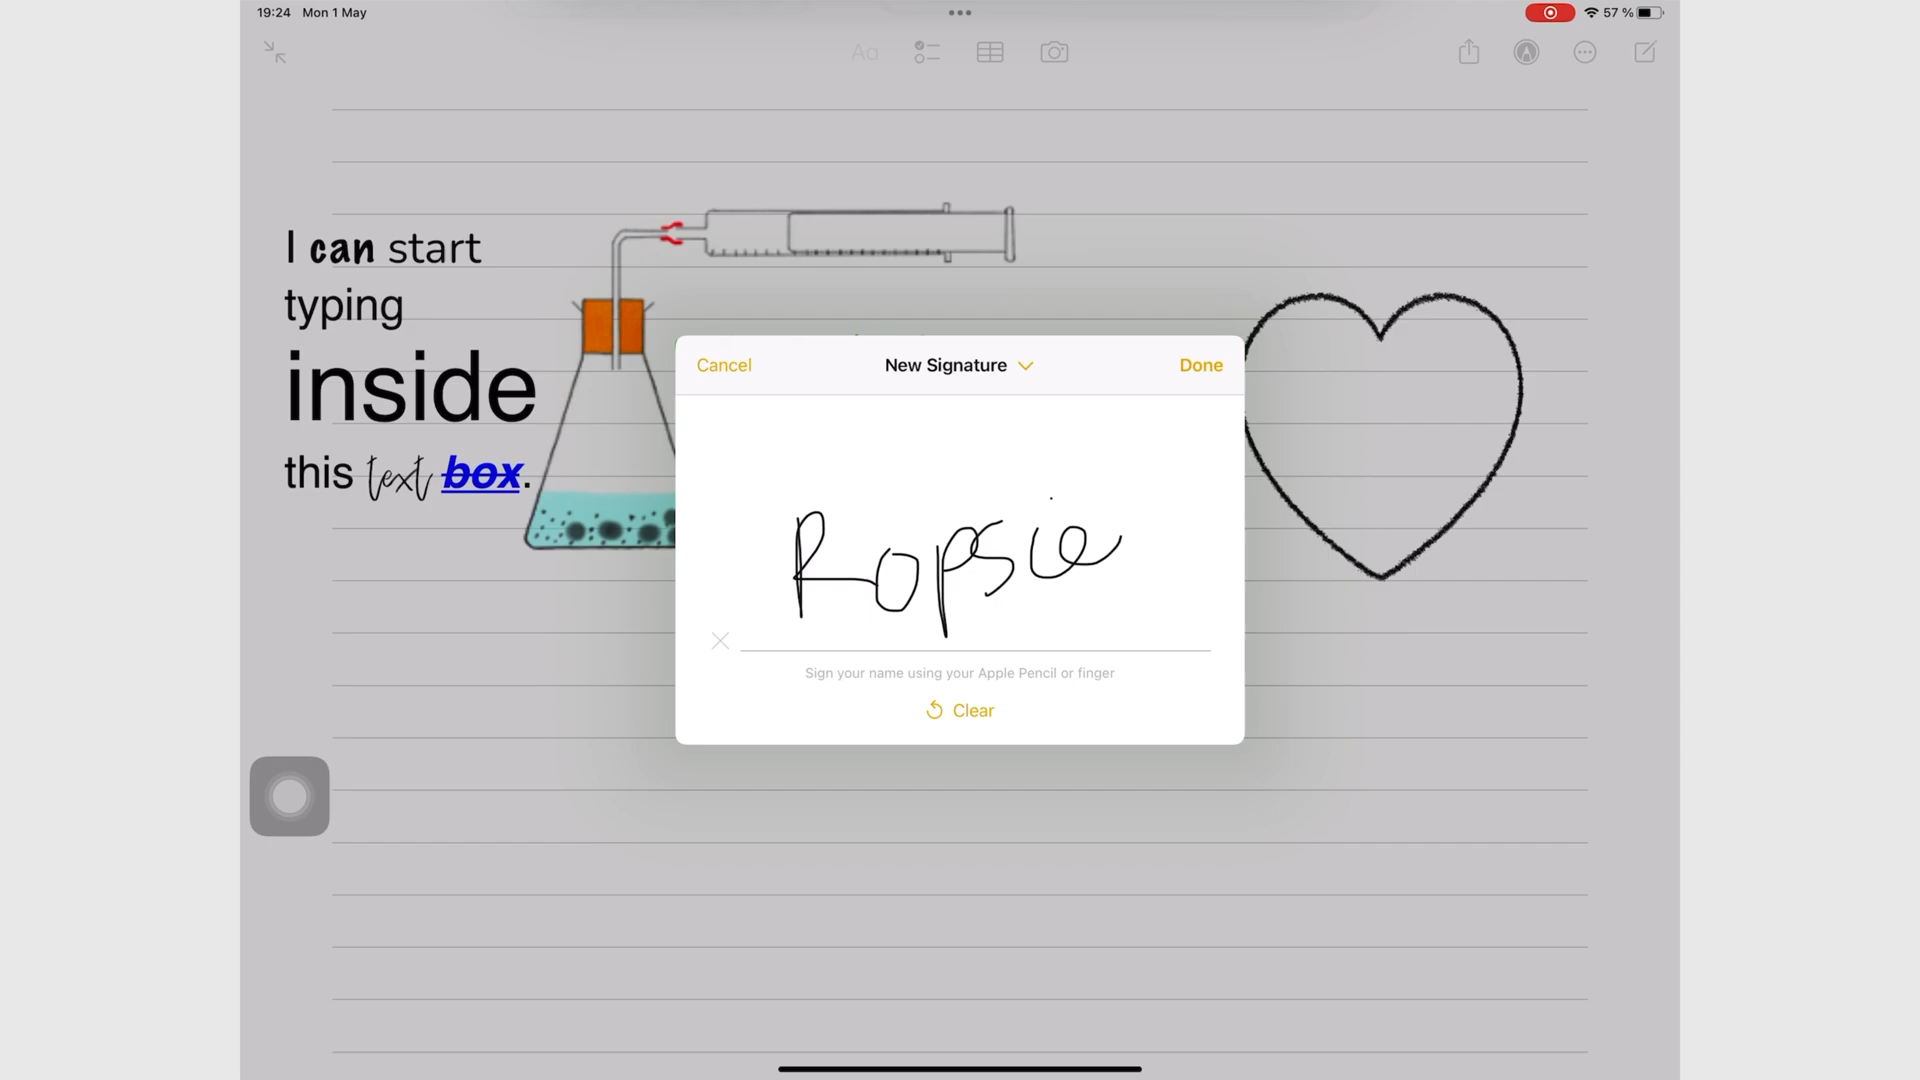 19:24 Mon 1 May
57 %
Aa
I can start
typing
inside
this text box.
Cancel New Signature Done
Ropsie
Sign your name using your Apple Pencil or finger
Clear